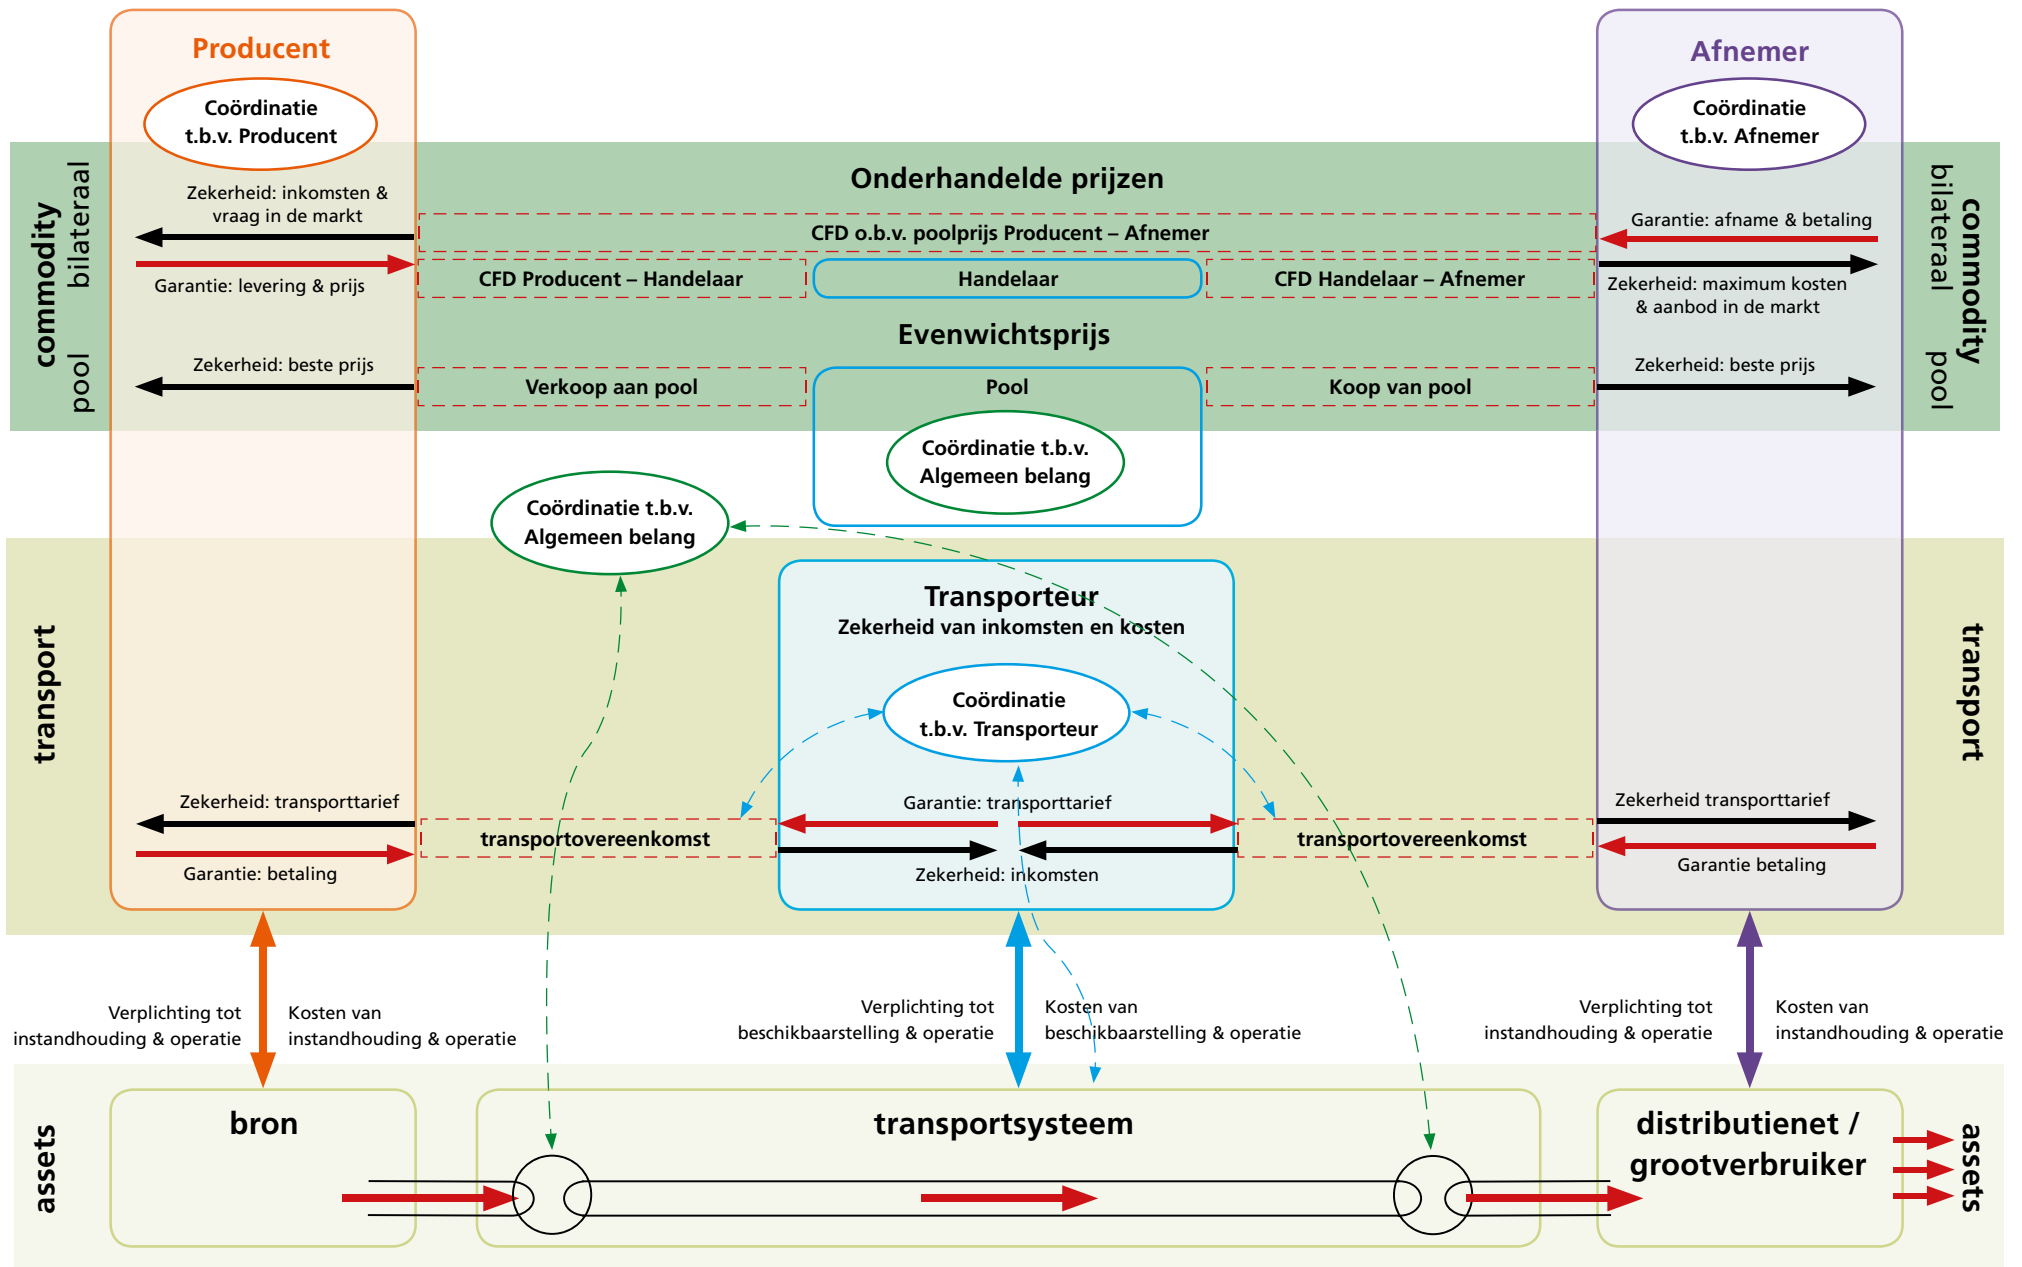 Producent
Coördinatie
t.b.v. Producent
Afnemer
Coördinatie
t.b.v. Afnemer
commodity
bilateraal
pool
Onderhandelde prijzen
Zekerheid: inkomsten &
vraag in de markt
Garantie: levering & prijs
CFD o.b.v. poolprijs Producent – Afnemer
CFD Producent – Handelaar
Handelaar
CFD Handelaar – Afnemer
Garantie: afname & betaling
Zekerheid: maximum kosten
& aanbod in de markt
bilateraal
pool
commodity
Evenwichtsprijs
Zekerheid: beste prijs
Verkoop aan pool
Pool
Koop van pool
Zekerheid: beste prijs
Coördinatie t.b.v.
Algemeen belang
Coördinatie t.b.v.
Algemeen belang
transport
Transporteur
Zekerheid van inkomsten en kosten
Coördinatie
t.b.v. Transporteur
transport
Zekerheid: transporttarief
Garantie: betaling
transportovereenkomst
Garantie: transporttarief
Zekerheid: inkomsten
transportovereenkomst
Zekerheid transporttarief
Garantie betaling
Verplichting tot
instandhouding & operatie
Kosten van
instandhouding & operatie
Verplichting tot
beschikbaarstelling & operatie
Kosten van
beschikbaarstelling & operatie
Verplichting tot
instandhouding & operatie
Kosten van
instandhouding & operatie
assets
bron
transportsysteem
distributienet /
grootverbruiker
assets